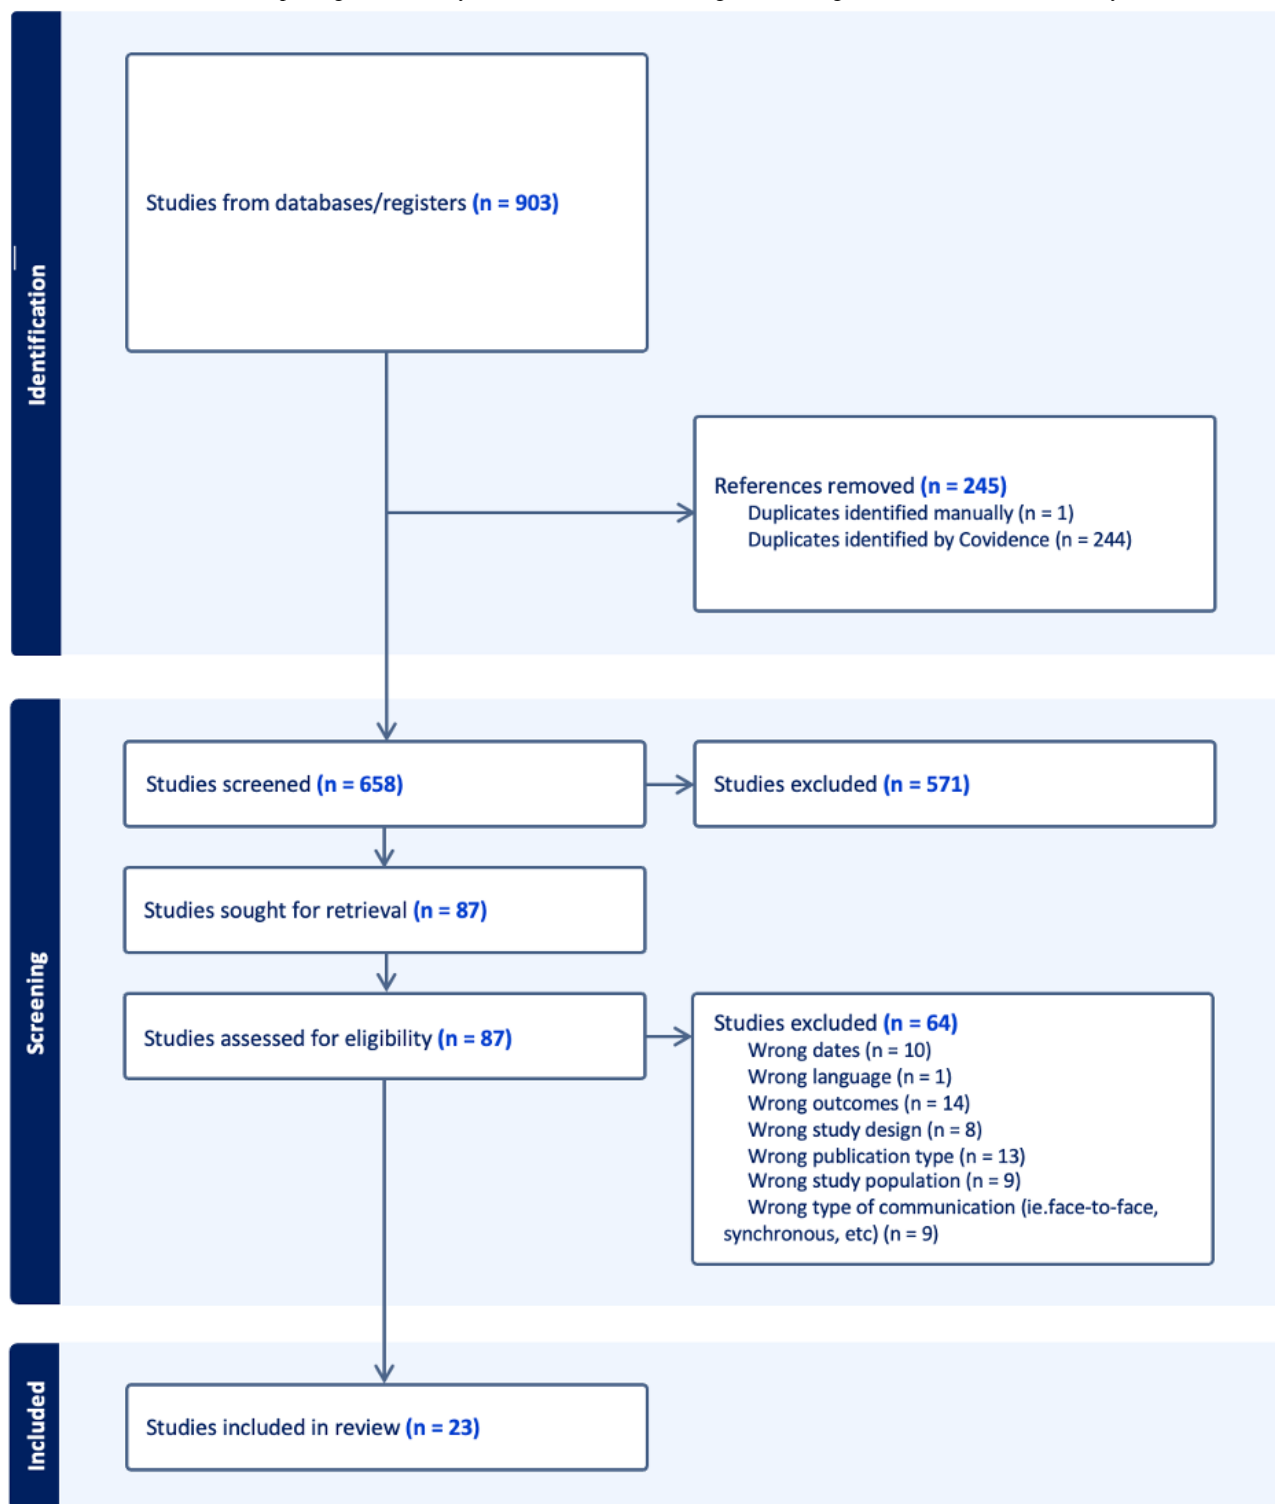 Identification
Studies from databases/registers (n = 903)
References removed (n = 245)
Duplicates identified manually (n = 1)
Duplicates identified by Covidence (n = 244)
Screening
Studies screened (n = 658)
Studies excluded (n = 571)
Studies sought for retrieval (n = 87)
Studies assessed for eligibility (n = 87)
Studies excluded (n = 64)
Wrong dates (n = 10)
Wrong language (n = 1)
Wrong outcomes (n = 14)
Wrong study design (n = 8)
Wrong publication type (n = 13)
Wrong study population (n = 9)
Wrong type of communication (ie.face-to-face,
synchronous, etc) (n = 9)
Included
Studies included in review (n = 23)